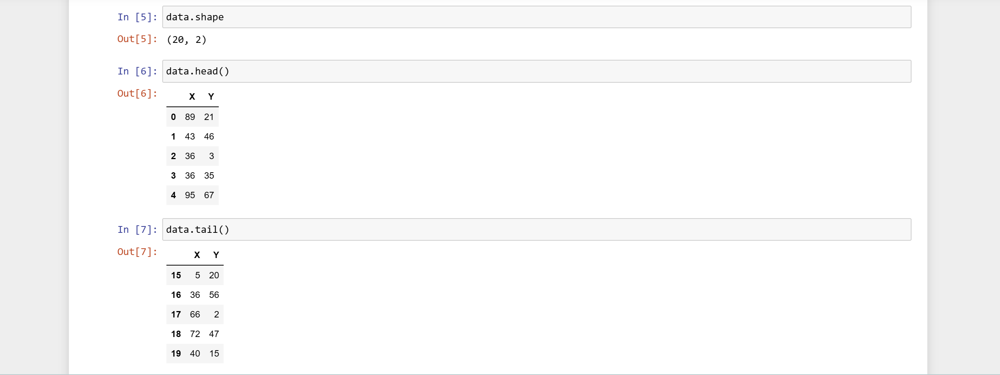 In [5]: data.shape
Out[5]: (20, 2)
In [6]: data.head()
Out[6]:
X Y
0 89 21
1 43 46
2 36 3
3 36 35
4 95 67
In [7]: data.tail()
Out[7]:
X Y
15 5 20
16 36 56
17 66 2
18 72 47
19 40 15